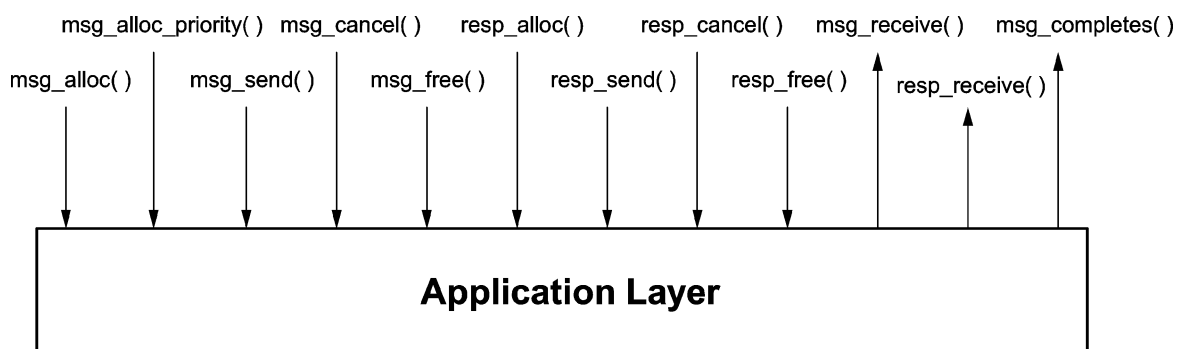 msg_alloc_priority( ) msg_cancel( ) resp_alloc( ) resp_cancel( ) msg_receive( ) msg_completes( )
msg_alloc( ) msg_send( ) msg_free( ) resp_send( ) resp_free( ) resp_receive( )
Application Layer